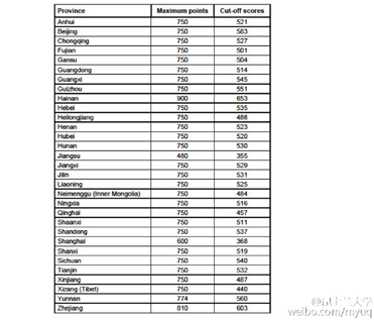 Province Maximum points Cut-off scores
Anhui 750 521
Beijing 750 583
Chongqing 750 527
Fujian 750 501
Gansu 750 504
Guangdong 750 514
Guangxi 750 545
Guizhou 750 551
Hainan 900 653
Hebei 750 535
Heilongjiang 750 486
Henan 750 523
Hubei 750 520
Hunan 750 530
Jiangsu 480 355
Jiangxi 750 529
Jilin 750 531
Liaoning 750 525
Neimenggu (Inner Mongolia) 750 484
Ningxia 750 516
Qinghai 750 457
Shaanxi 750 511
Shandong 750 537
Shanghai 600 368
Shanxi 750 519
Sichuan 750 540
Tianjin 750 532
Xinjiang 750 487
Xizang (Tibet) 750 440
Yunnan 774 560
Zhejiang 810 603
@昆士兰大学
weibo.com/myuq